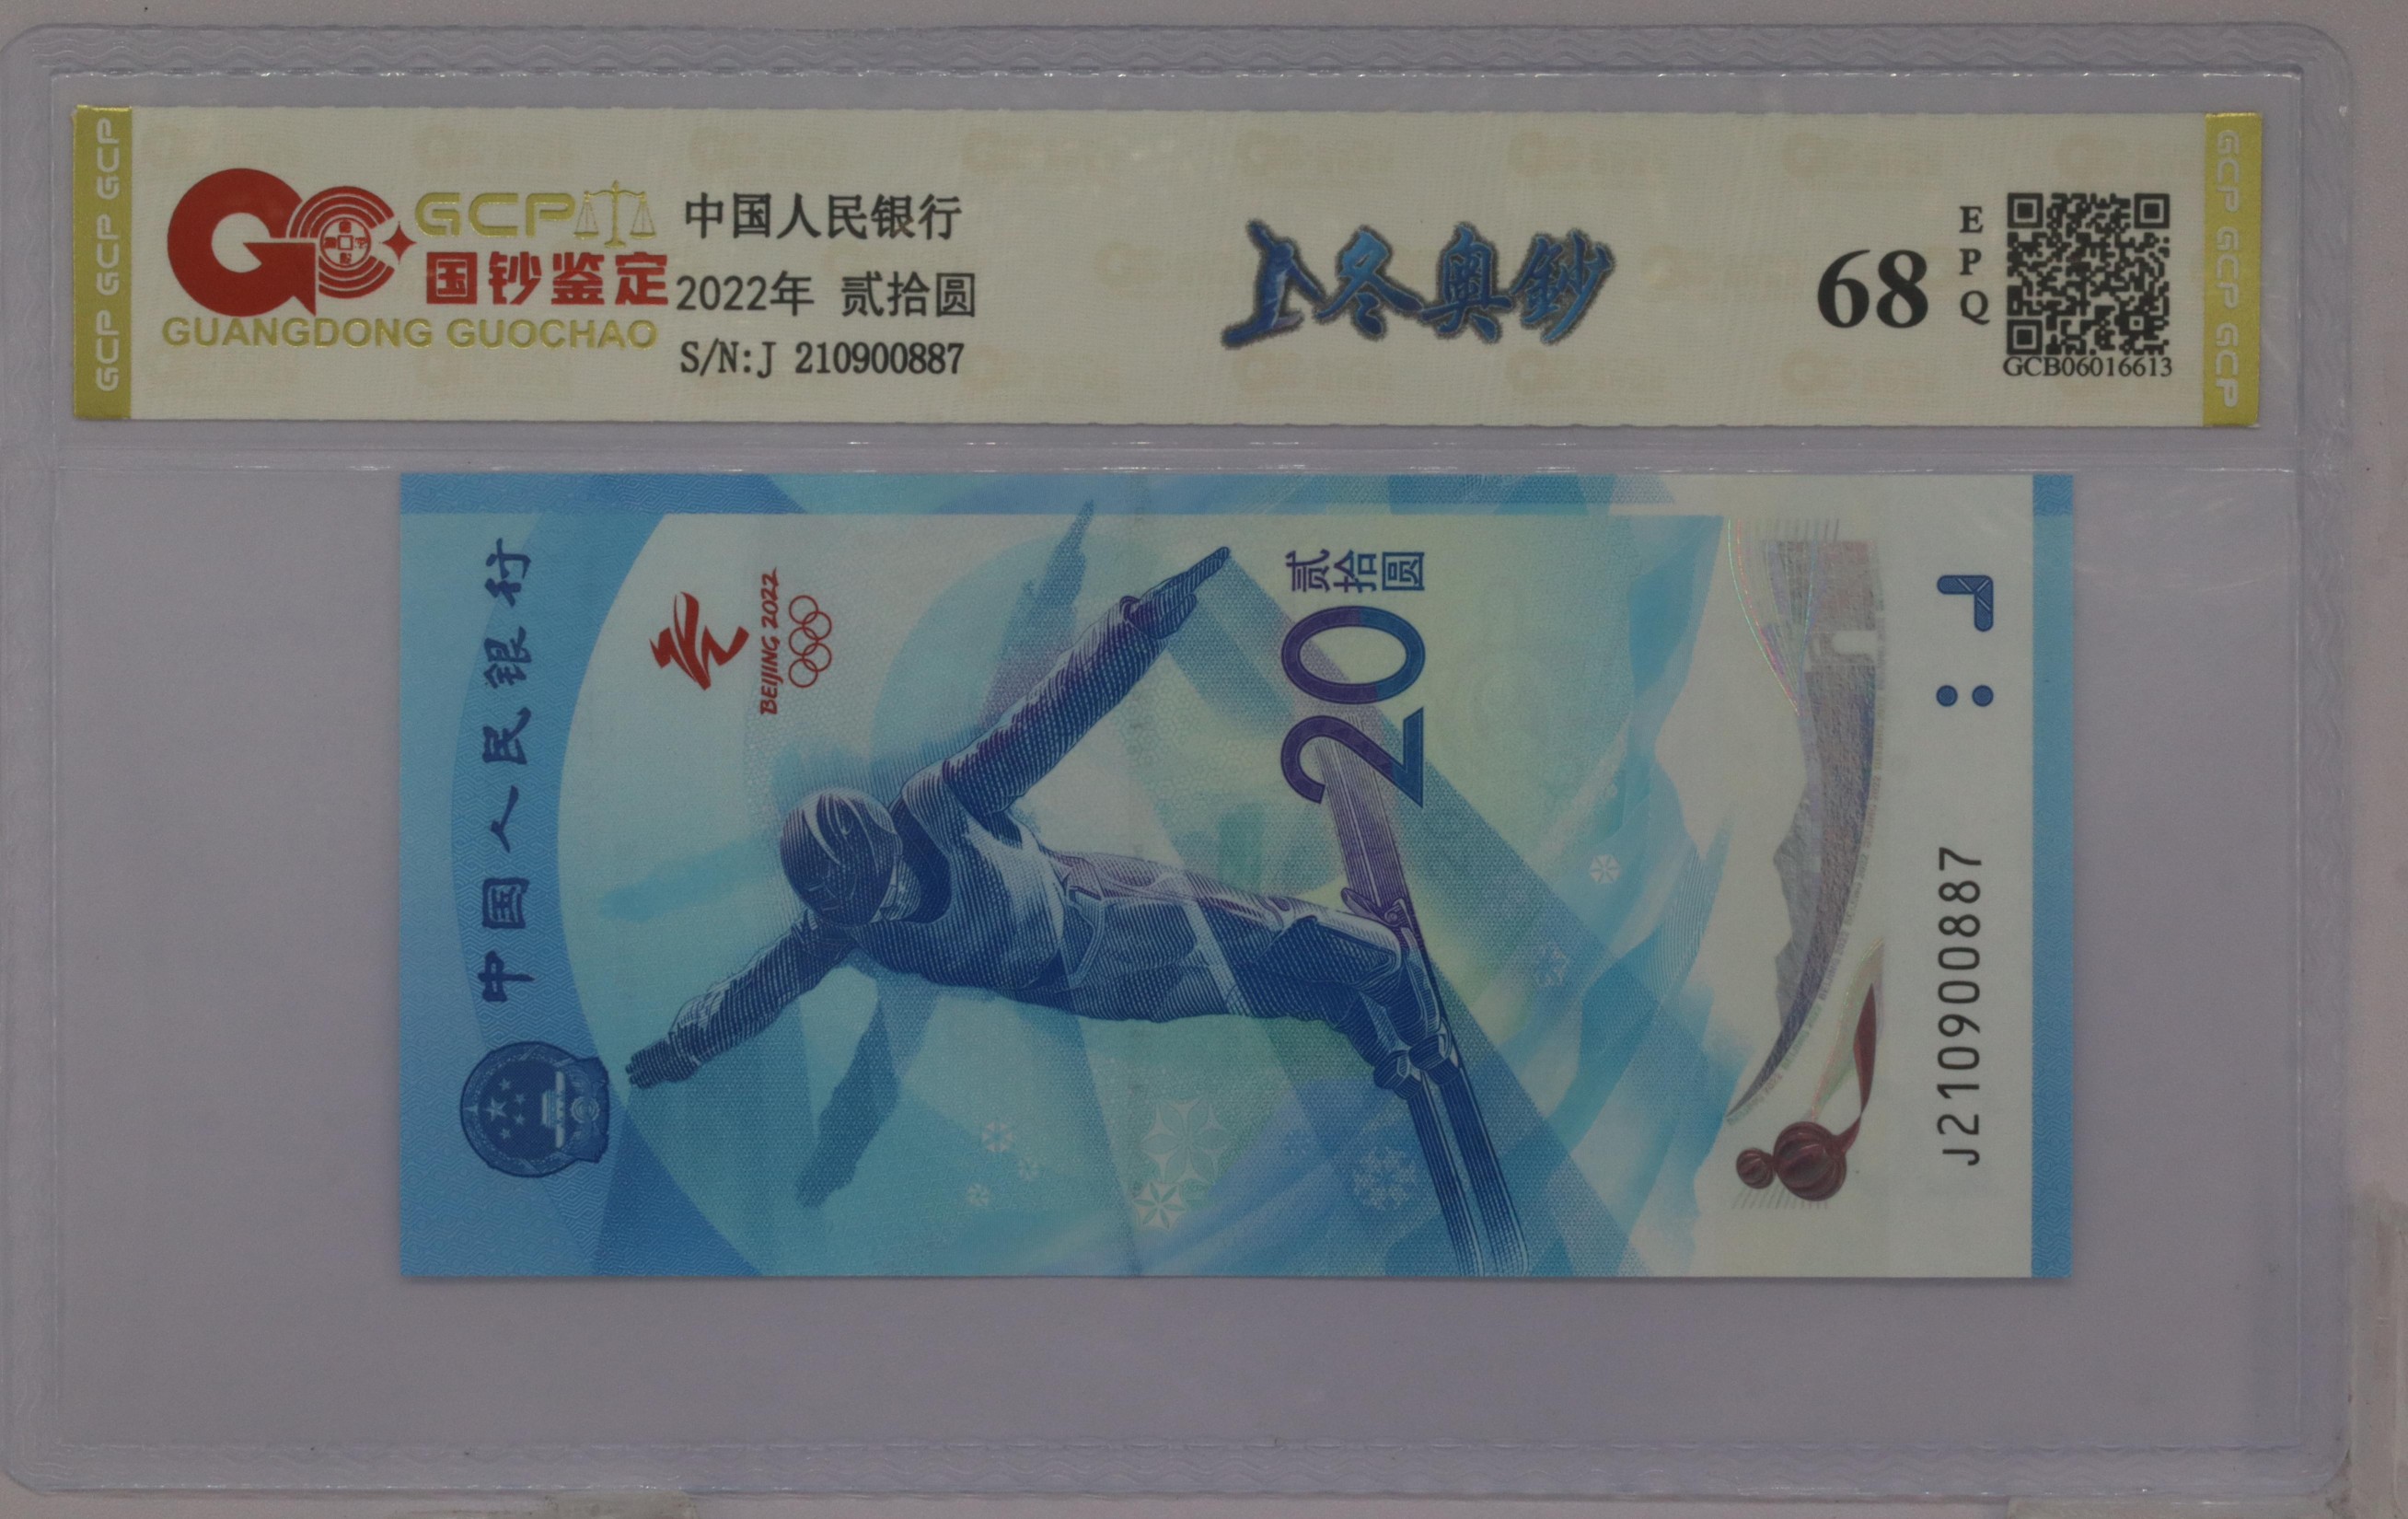 GCP GCP GCP
GCP
国钞鉴定
GUANGDONG GUOCHAO
中国人民银行
2022年 贰拾圆
S/N:J 210900887
冬奥鈔
68
EPQ
GCB06016613
GCP GCP GCP
中国人民银行
BEIJING 2022
贰拾圆
20
J210900887